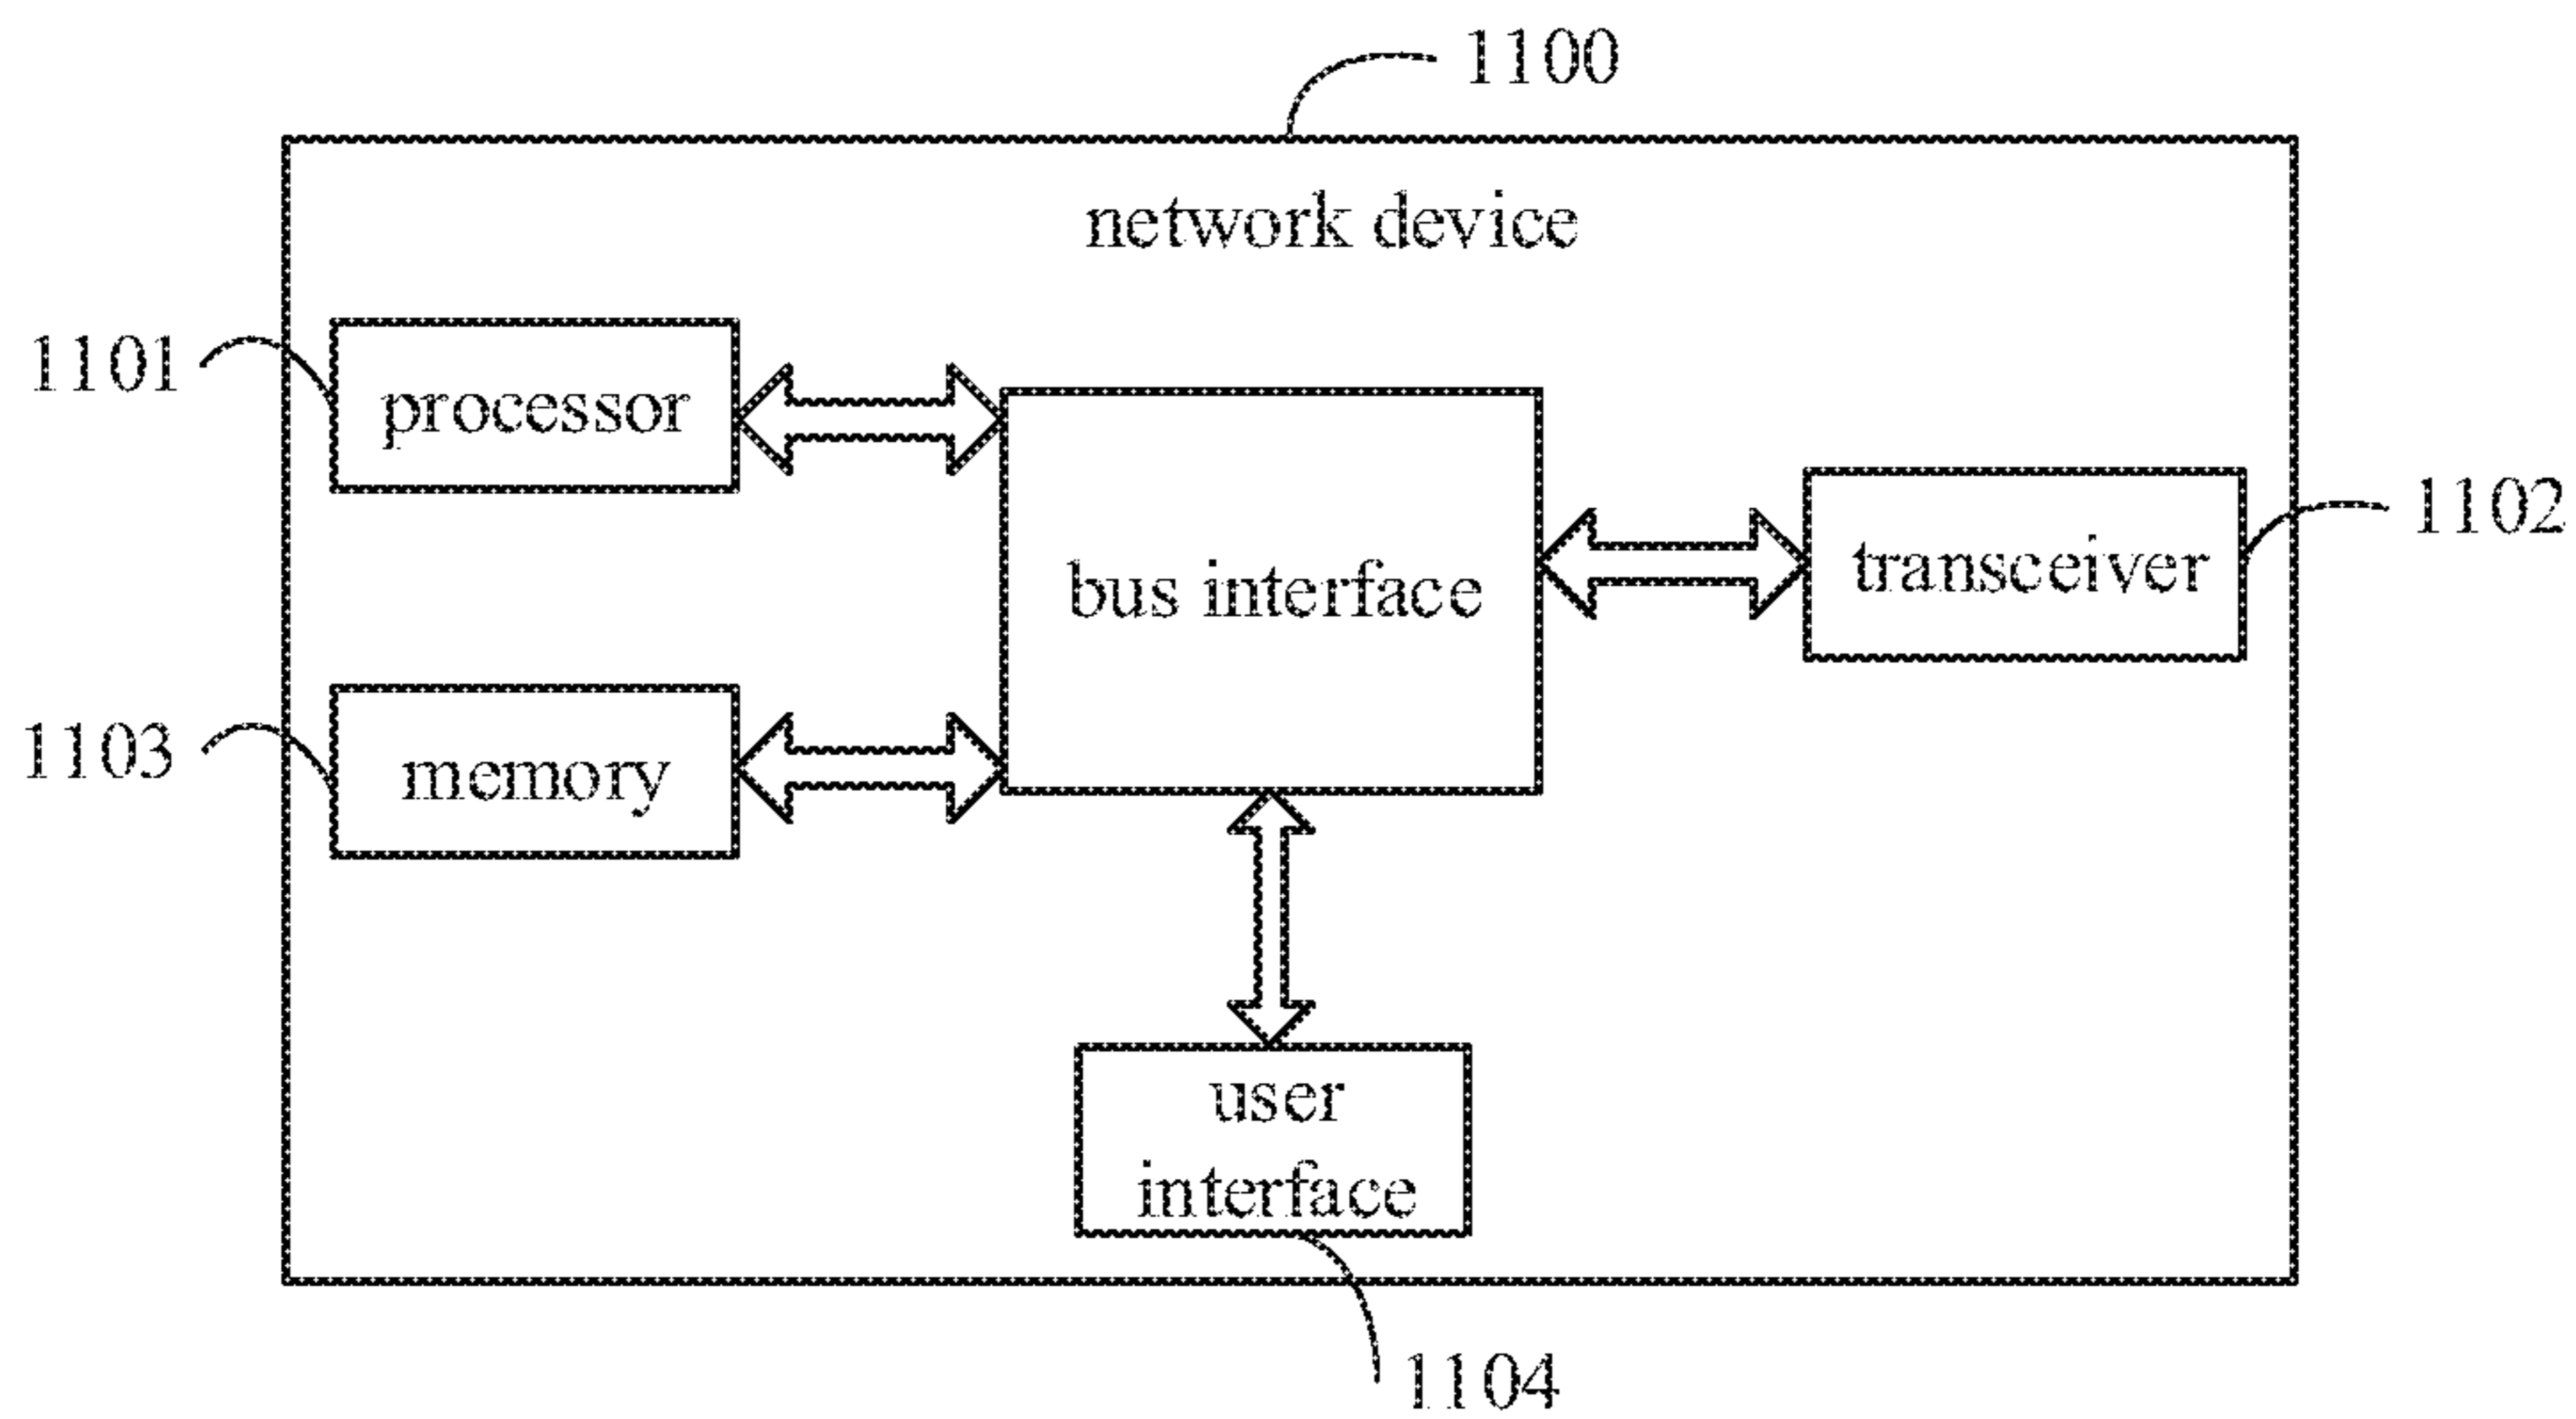 1100
network device
1101
processor
bus interface
transceiver
1102
1103
memory
user
interface
1104